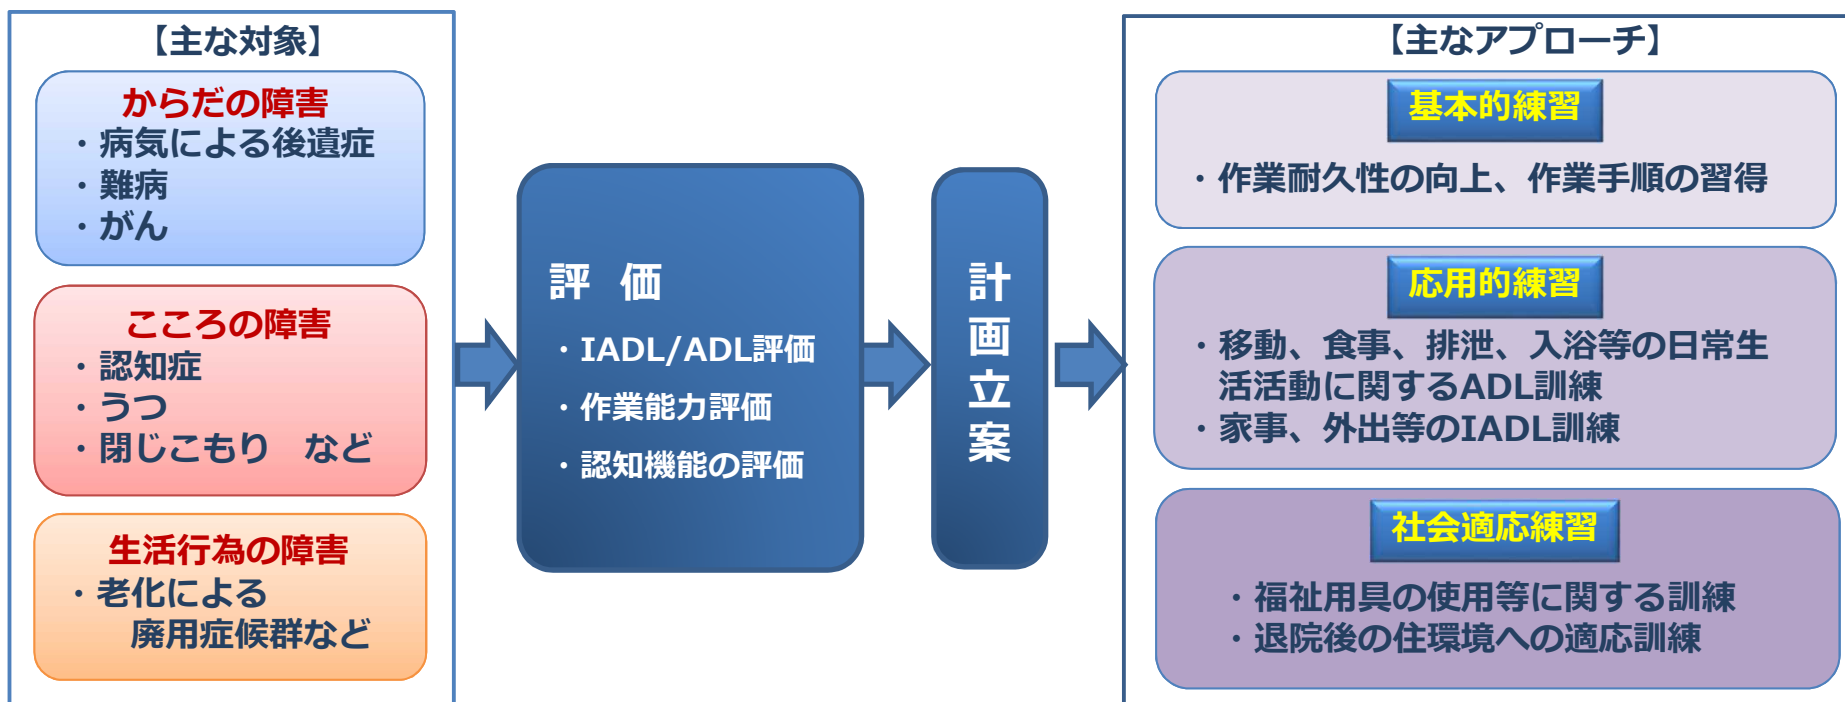 【主な対象】
からだの障害
・病気による後遺症
・難病
・がん
こころの障害
・認知症
・うつ
・閉じこもり　など
生活行為の障害
・老化による
廃用症候群など
評　価
・IADL/ADL評価
・作業能力評価
・認知機能の評価
計画立案
【主なアプローチ】
基本的練習
・作業耐久性の向上、作業手順の習得
応用的練習
・移動、食事、排泄、入浴等の日常生
活活動に関するADL訓練
・家事、外出等のIADL訓練
社会適応練習
・福祉用具の使用等に関する訓練
・退院後の住環境への適応訓練